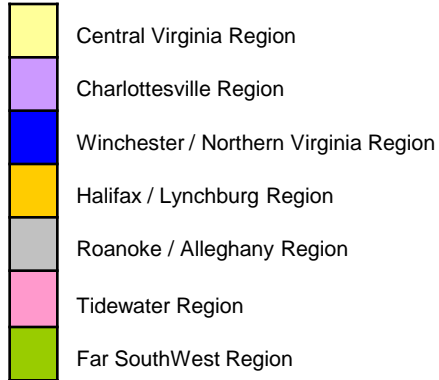 Central Virginia Region
Charlottesville Region
Winchester / Northern Virginia Region
Halifax / Lynchburg Region
Roanoke / Alleghany Region
Tidewater Region
Far SouthWest Region